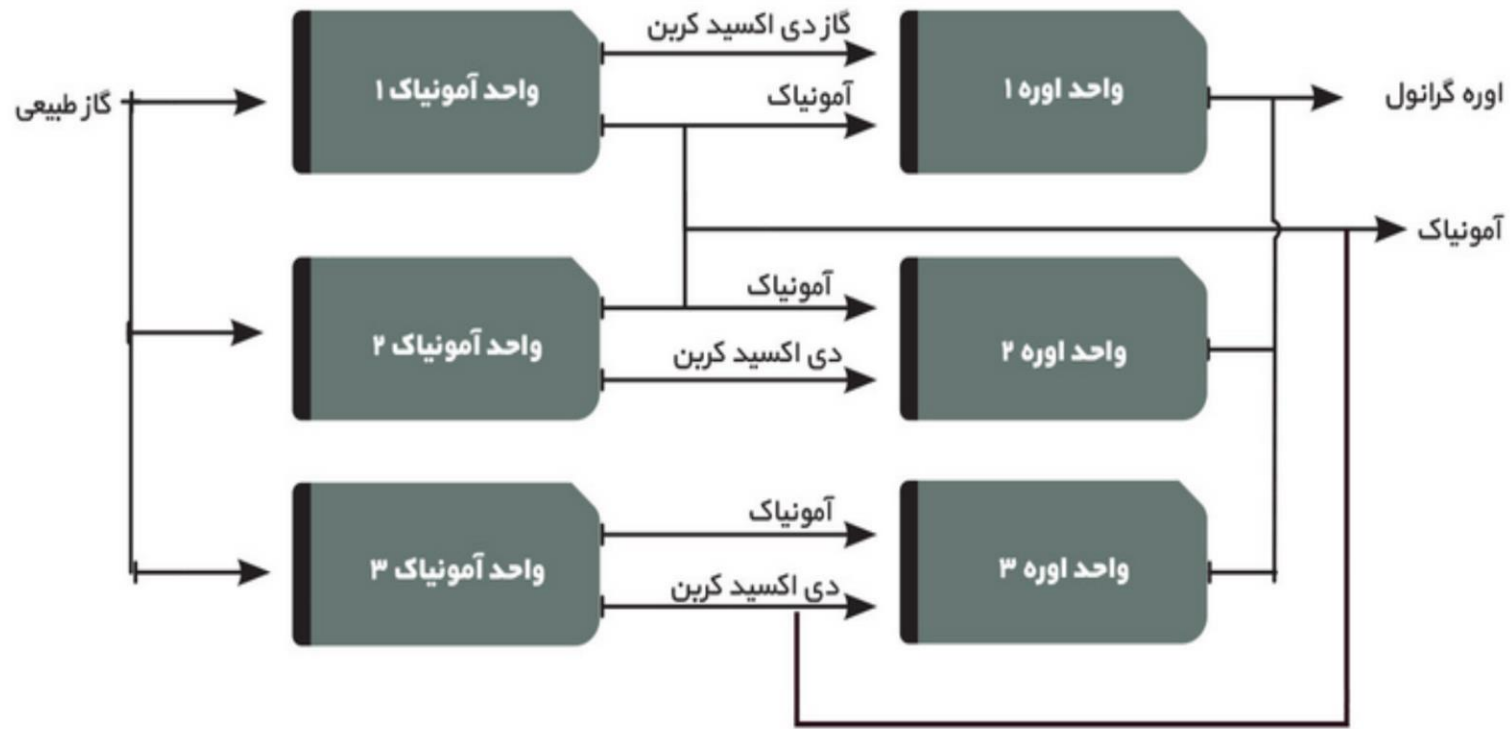 گاز طبیعی
واحد آمونیاک ۱
گاز دی اکسید کربن
آمونیاک
واحد اوره ۱
اوره گرانول
آمونیاک
واحد آمونیاک ۲
آمونیاک
دی اکسید کربن
واحد اوره ۲
واحد آمونیاک ۳
آمونیاک
دی اکسید کربن
واحد اوره ۳